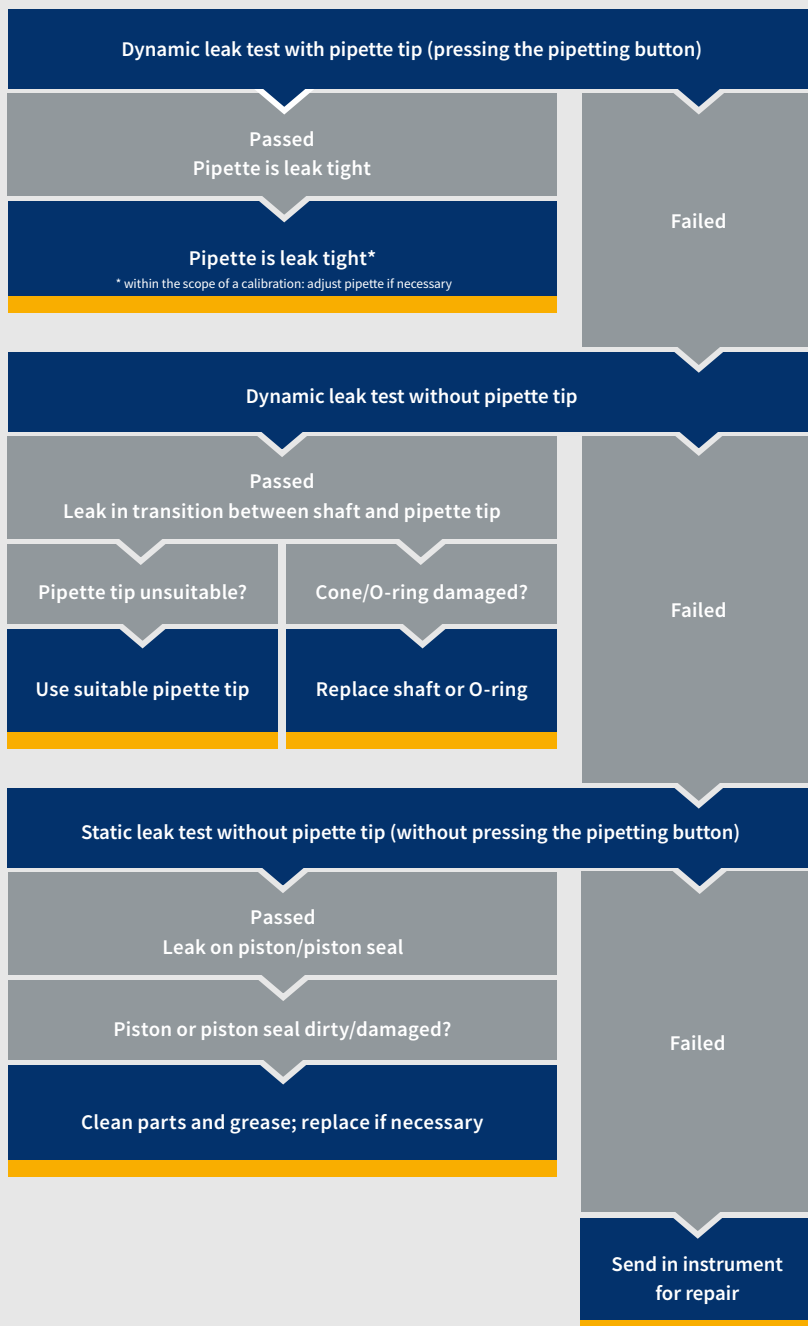 Dynamic leak test with pipette tip (pressing the pipetting button)
Passed
Pipette is leak tight
Failed
Pipette is leak tight*
* within the scope of a calibration: adjust pipette if necessary
Dynamic leak test without pipette tip
Passed
Leak in transition between shaft and pipette tip
Pipette tip unsuitable?
Cone/O-ring damaged?
Failed
Use suitable pipette tip
Replace shaft or O-ring
Static leak test without pipette tip (without pressing the pipetting button)
Passed
Leak on piston/piston seal
Piston or piston seal dirty/damaged?
Failed
Clean parts and grease; replace if necessary
Send in instrument
for repair